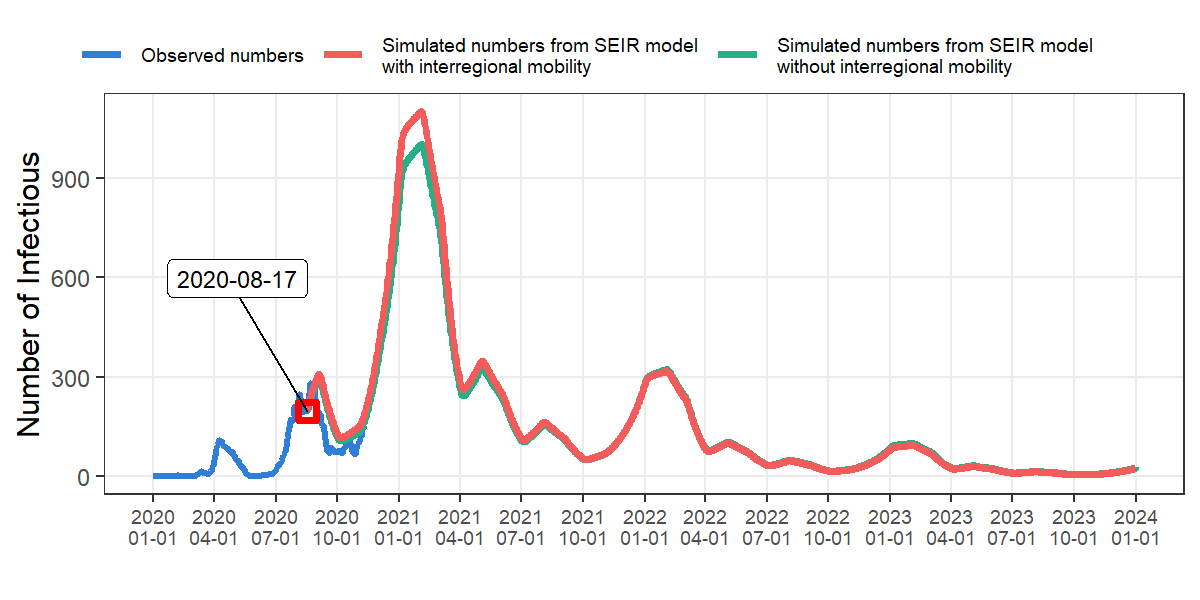 Observed numbers
Simulated numbers from SEIR model
with interregional mobility
Simulated numbers from SEIR model
without interregional mobility
Number of Infectious
900
600
300
0
2020-08-17
2020 2020 2020 2020 2021 2021 2021 2021 2022 2022 2022 2022 2023 2023 2023 2023 2024
01-01 04-01 07-01 10-01 01-01 04-01 07-01 10-01 01-01 04-01 07-01 10-01 01-01 04-01 07-01 10-01 01-01